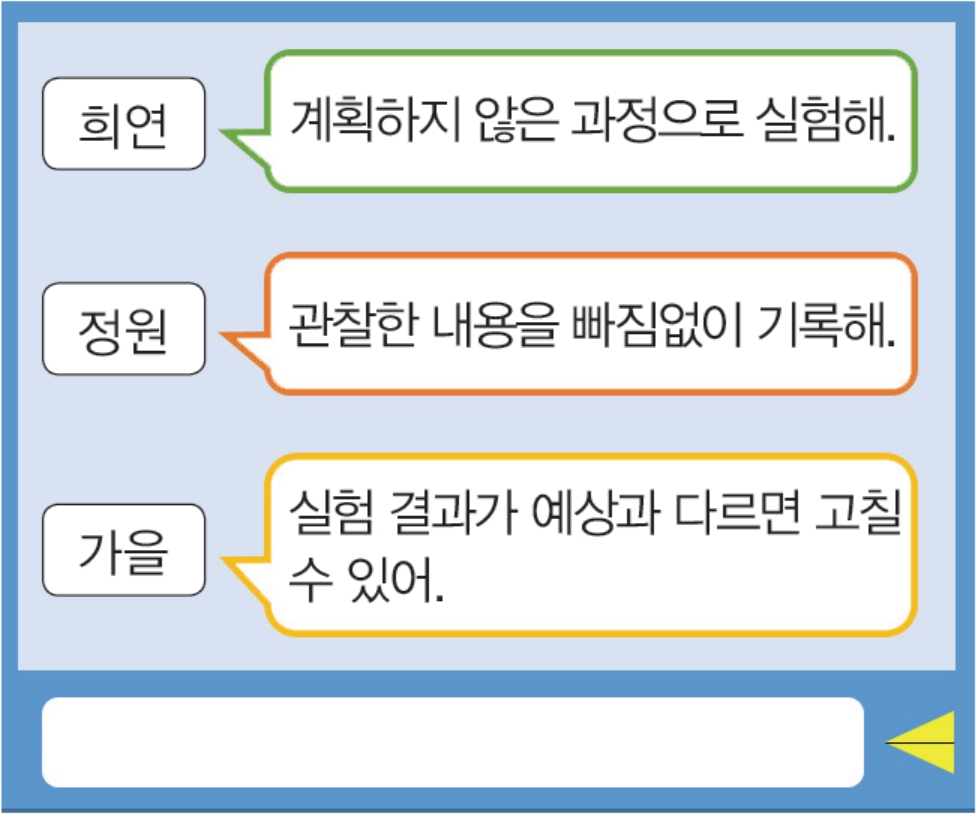 희연
계획하지 않은 과정으로 실험해.
정원
관찰한 내용을 빠짐없이 기록해.
가을
실험 결과가 예상과 다르면 고칠
수 있어.